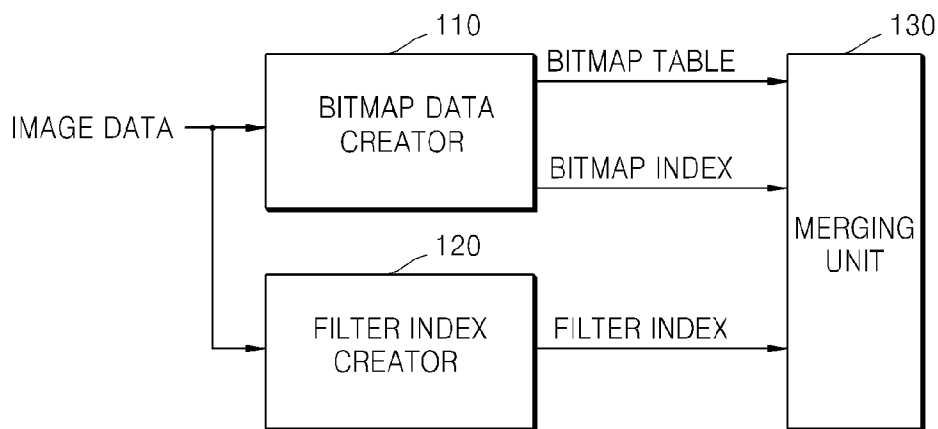 110
130
BITMAP TABLE
IMAGE DATA
BITMAP DATA
CREATOR
BITMAP INDEX
MERGING
UNIT
120
FILTER INDEX
CREATOR
FILTER INDEX